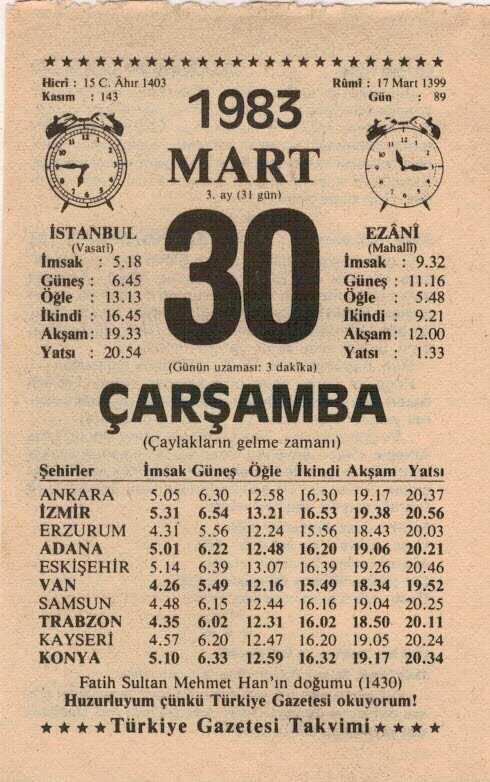 ★★★★★★★★★★★★★★★★★★★★★★★★
Hicrî : 15 C. Âhır 1403
Kasım : 143
1983
Rûmî : 17 Mart 1399
Gün : 89
MART
3. ay (31 gün)
30
İSTANBUL
(Vasatî)
İmsak : 5.18
Güneş : 6.45
Öğle : 13.13
İkindi : 16.45
Akşam : 19.33
Yatsı : 20.54
EZÂNÎ
(Mahallî)
İmsak : 9.32
Güneş : 11.16
Öğle : 5.48
İkindi : 9.21
Akşam : 12.00
Yatsı : 1.33
(Günün uzaması: 3 dakîka)
ÇARŞAMBA
(Çaylakların gelme zamanı)
Şehirler İmsak Güneş Öğle İkindi Akşam Yatsı
ANKARA 5.05 6.30 12.58 16.30 19.17 20.37
İZMİR 5.31 6.54 13.21 16.53 19.38 20.56
ERZURUM 4.31 5.56 12.24 15.56 18.43 20.03
ADANA 5.01 6.22 12.48 16.20 19.06 20.21
ESKİŞEHİR 5.14 6.39 13.07 16.39 19.26 20.46
VAN 4.26 5.49 12.16 15.49 18.34 19.52
SAMSUN 4.48 6.15 12.44 16.16 19.04 20.25
TRABZON 4.35 6.02 12.31 16.02 18.50 20.11
KAYSERİ 4.57 6.20 12.47 16.20 19.05 20.24
KONYA 5.10 6.33 12.59 16.32 19.17 20.34
Fatih Sultan Mehmet Han'ın doğumu (1430)
Huzurluyum çünkü Türkiye Gazetesi okuyorum!
★★★★Türkiye Gazetesi Takvimi★★★★